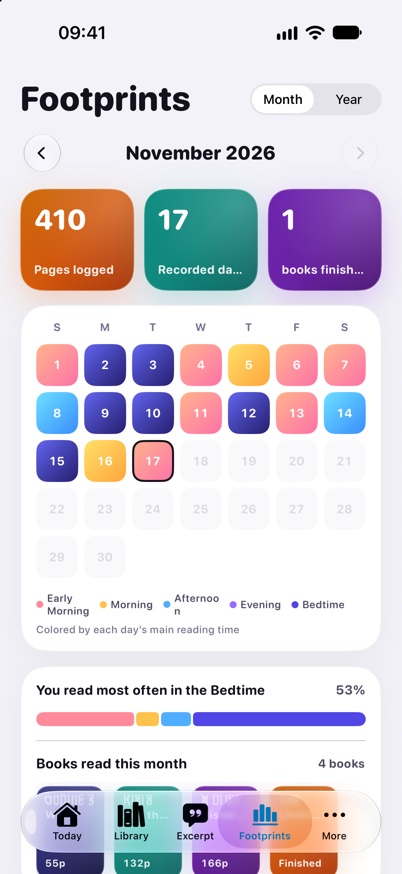 09:41
Footprints
Month Year
November 2026
410 17 1
Pages logged Recorded da... books finish...
S M T W T F S
1 2 3 4 5 6 7
8 9 10 11 12 13 14
15 16 17 18 19 20 21
22 23 24 25 26 27 28
29 30
Early Morning Afternoo Evening Bedtime
Morning n
Colored by each day's main reading time
You read most often in the Bedtime 53%
Books read this month 4 books
Today Library Excerpt Footprints More
55p 132p 166p Finished